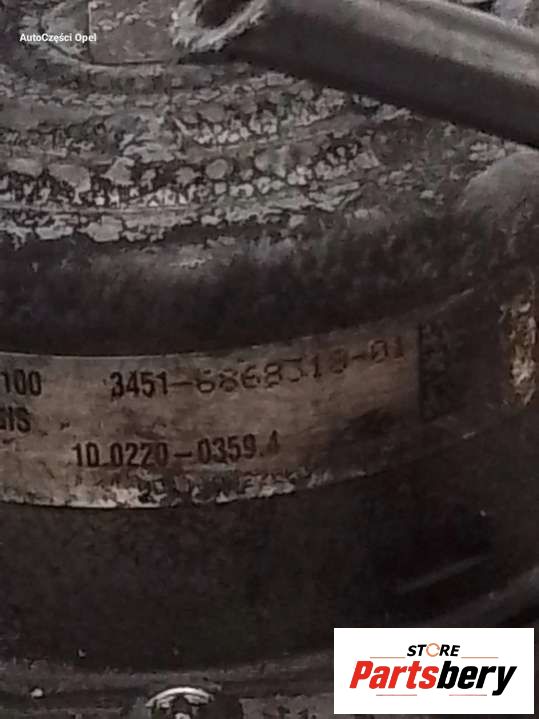 AutoCzęści Opel
100 3451-6868318-01
10.0220-0359.4
STORE
Partsbery